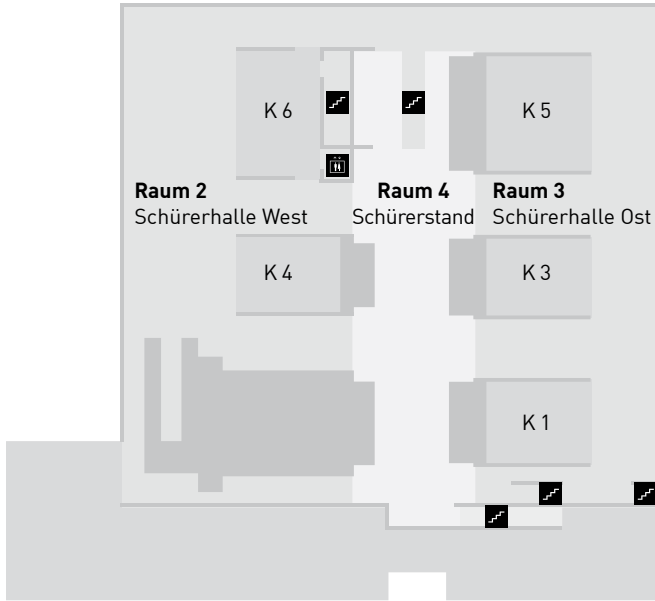 K 6
K 5
Raum 2
Schürerhalle West
Raum 4
Schürerstand
Raum 3
Schürerhalle Ost
K 4
K 3
K 1